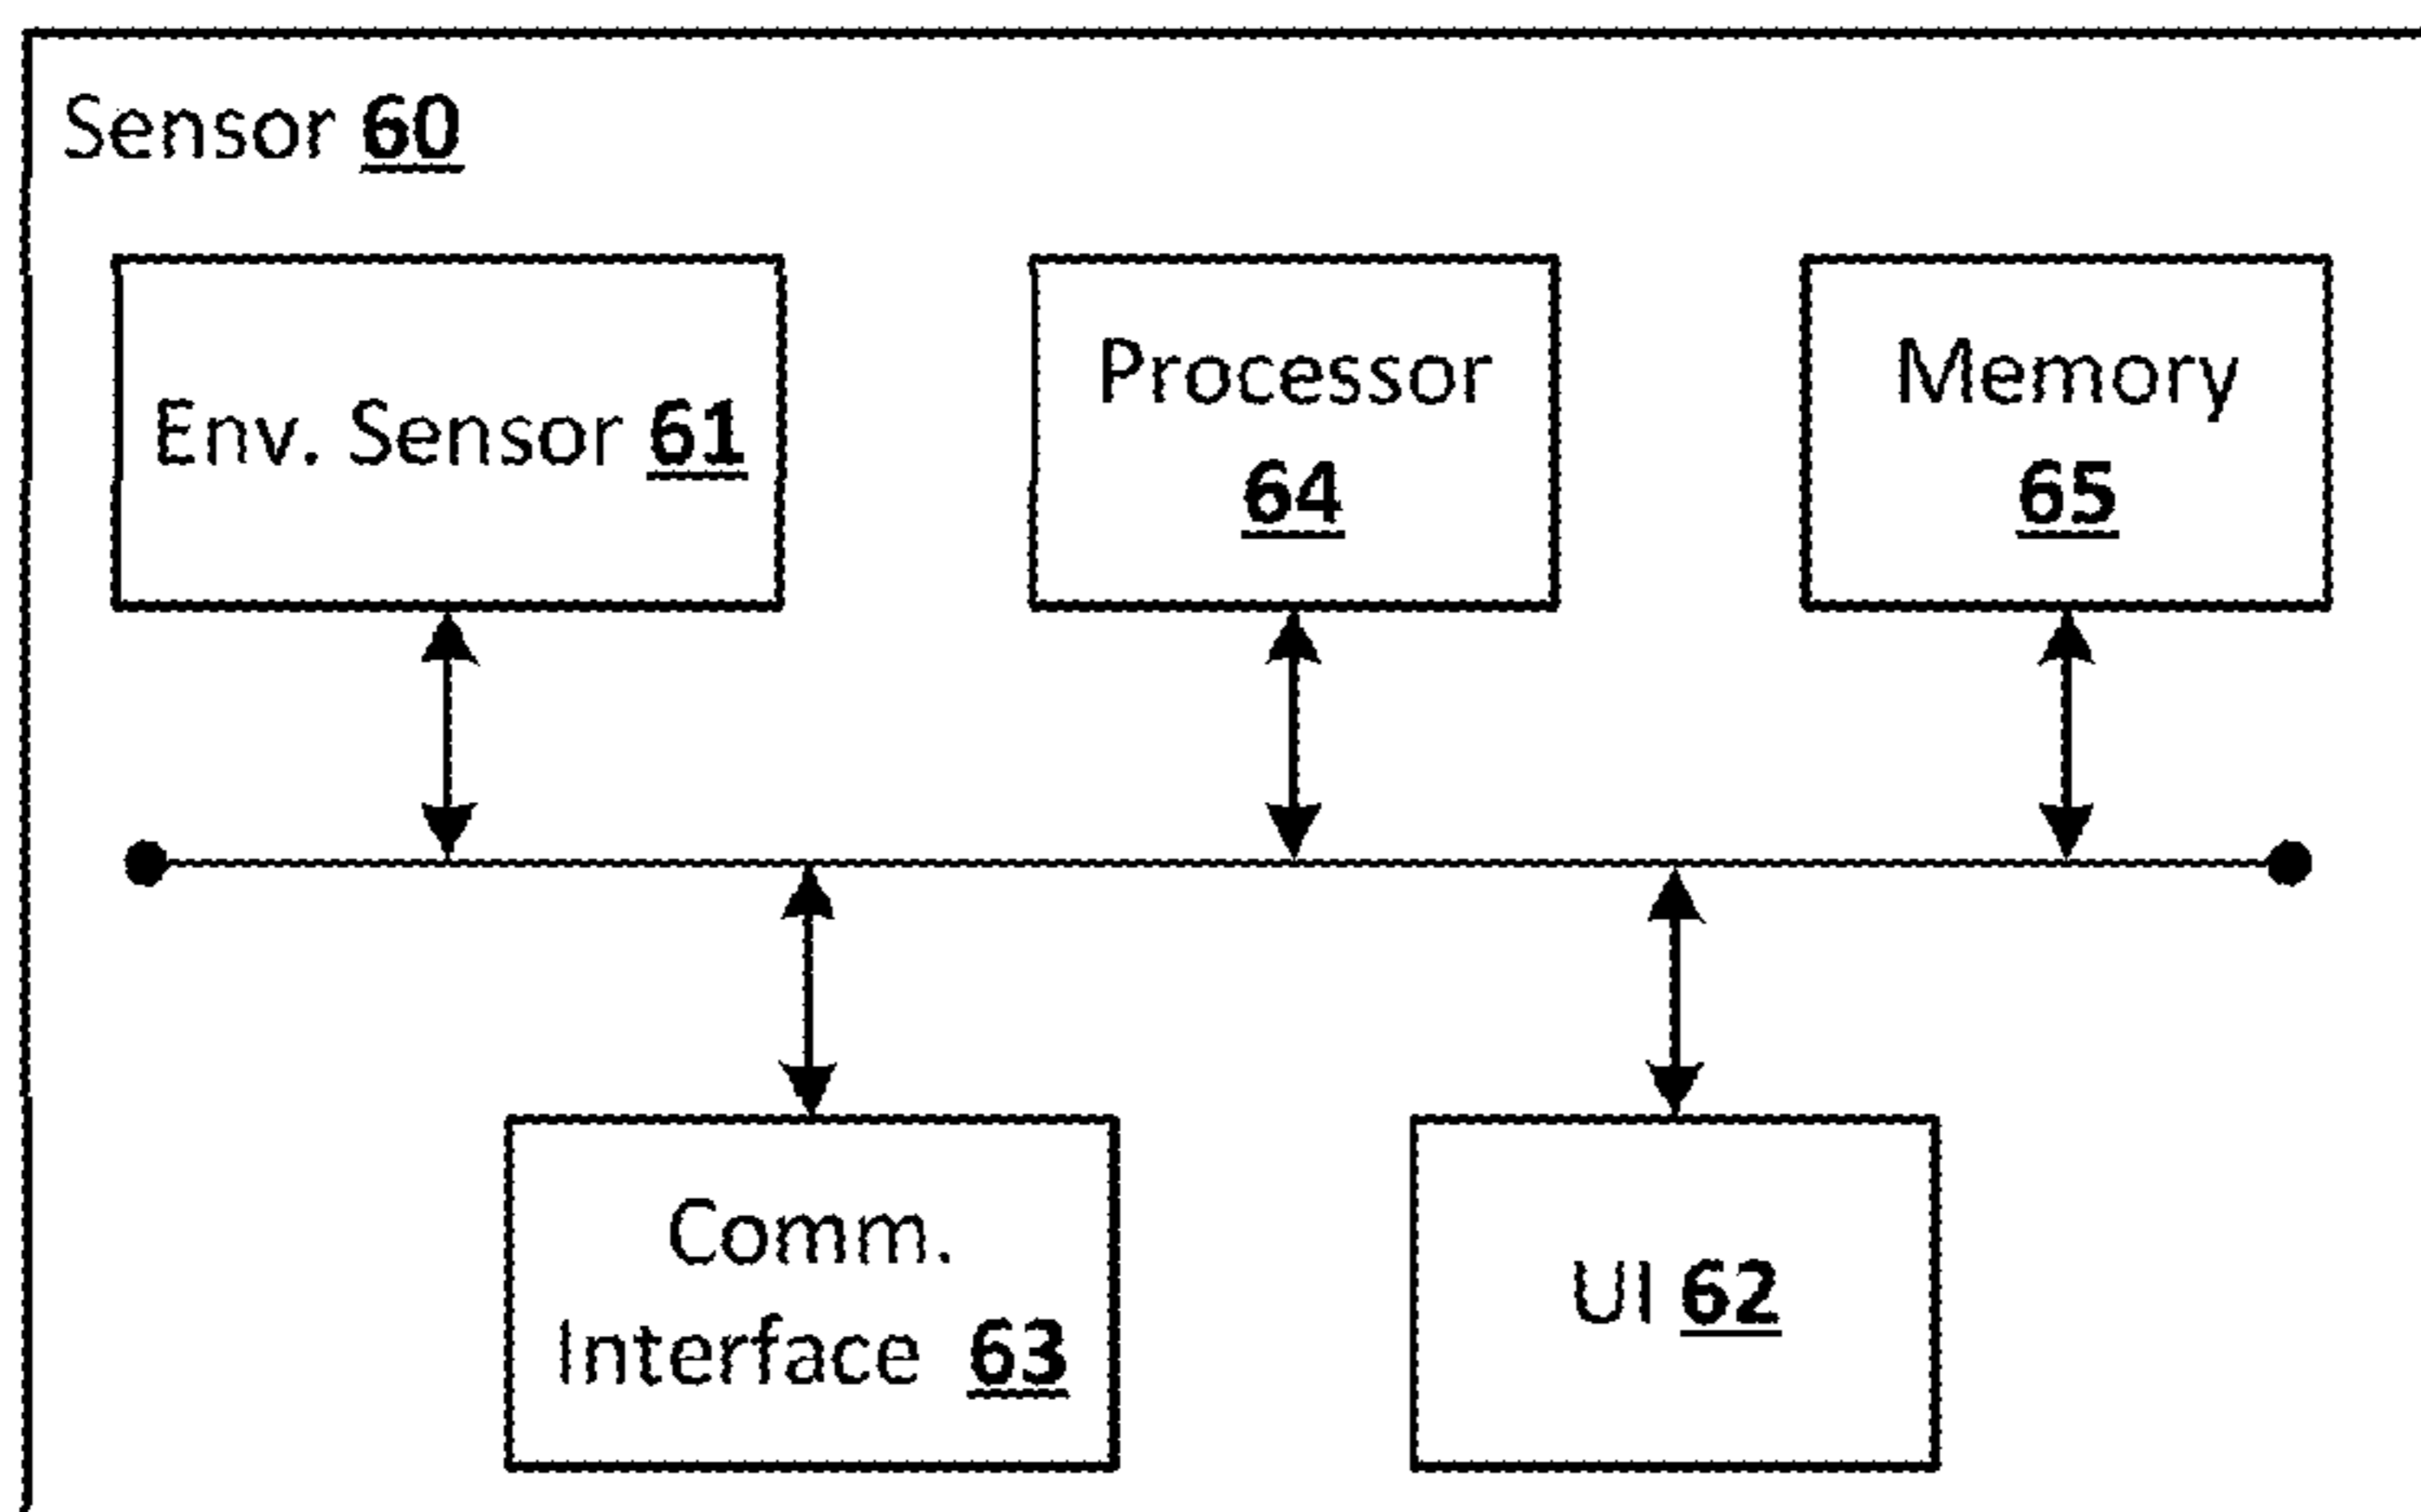 Sensor 60
Env. Sensor 61
Processor
64
Memory
65
Comm.
Interface 63
UI 62